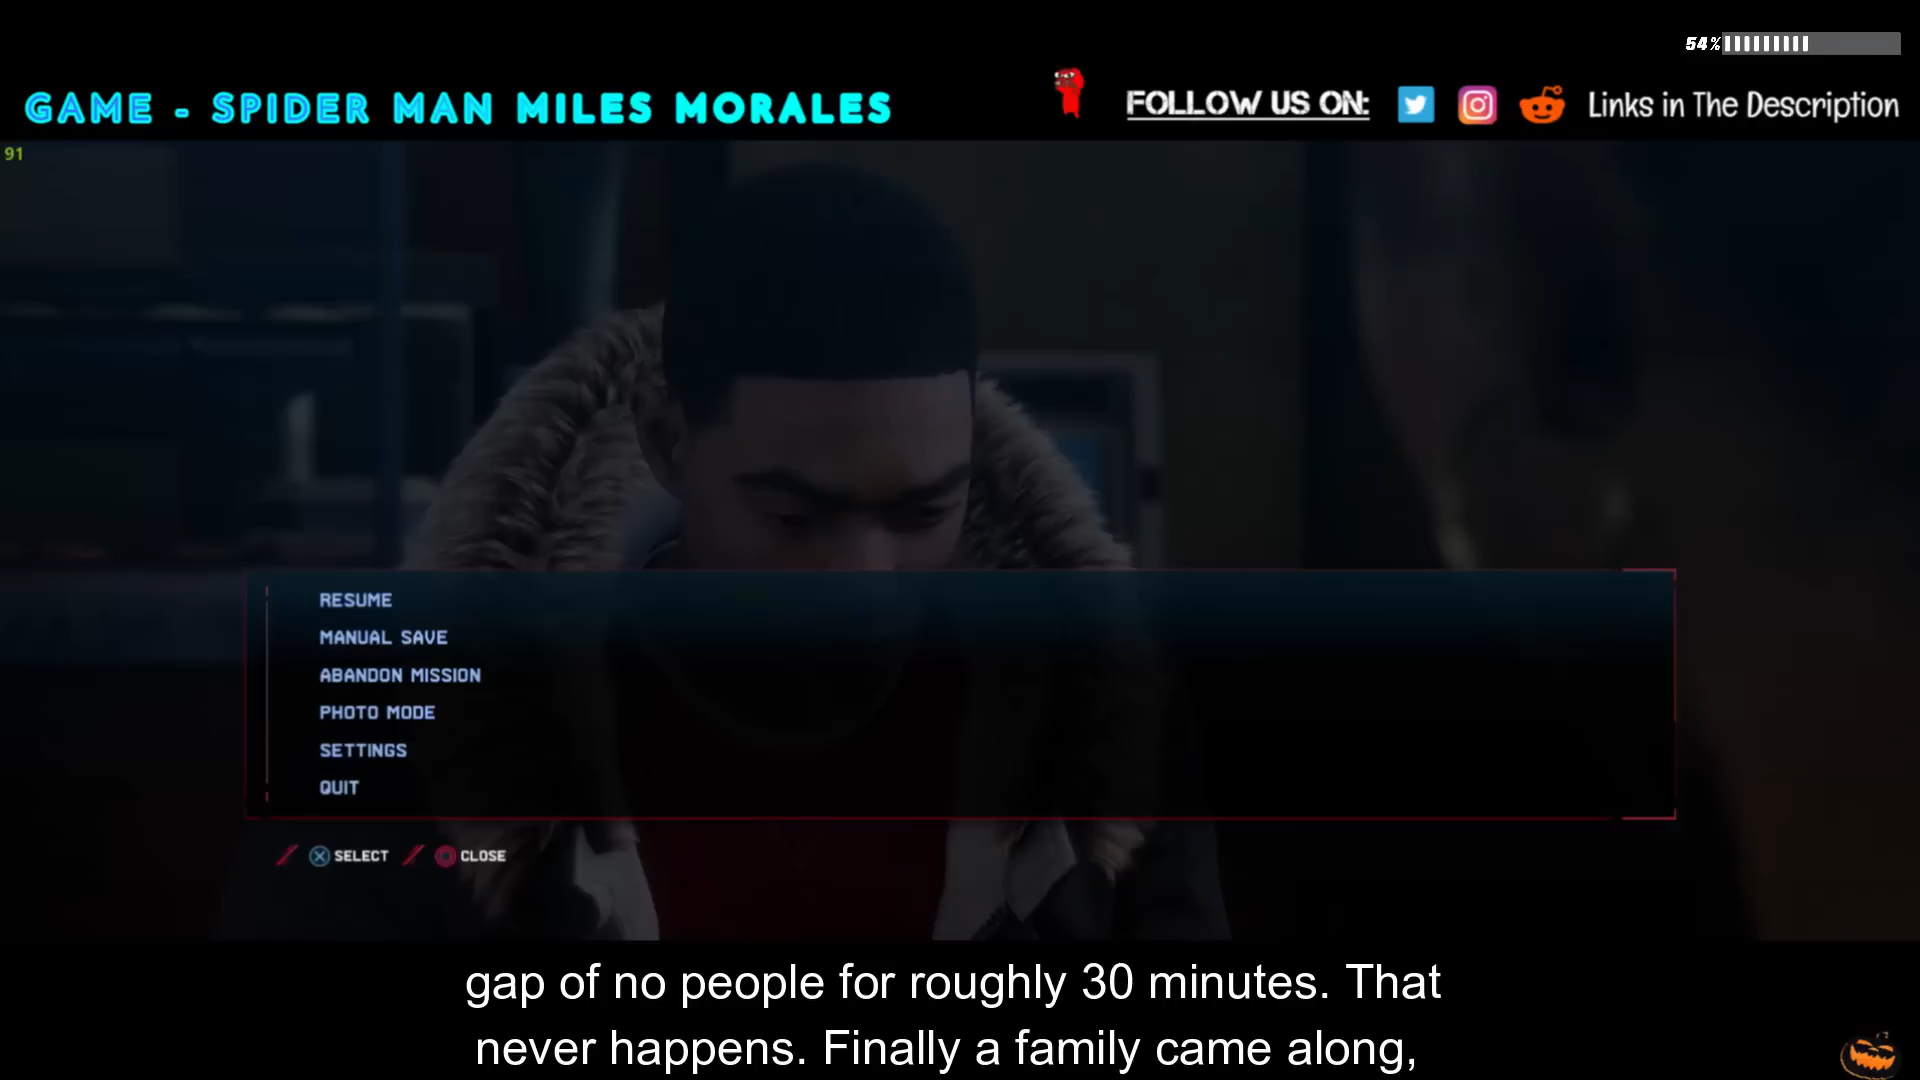 54%
GAME - SPIDER MAN MILES MORALES
FOLLOW US ON:
Links in The Description
91
RESUME
MANUAL SAVE
ABANDON MISSION
PHOTO MODE
SETTINGS
QUIT
SELECT
CLOSE
gap of no people for roughly 30 minutes. That
never happens. Finally a family came along,